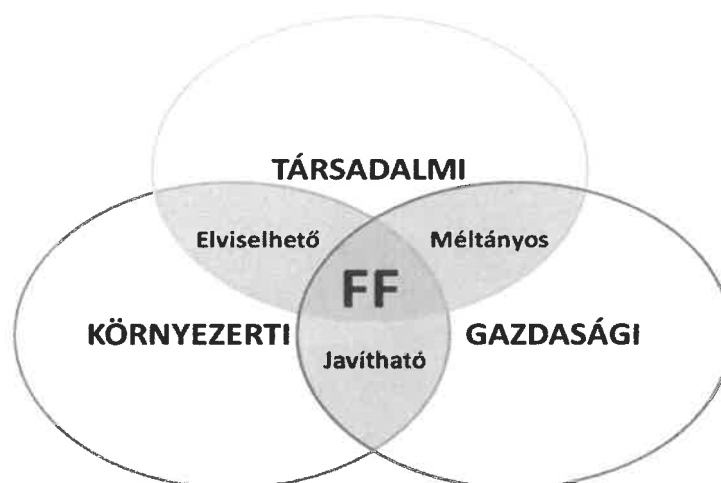 TÁRSADALMI
Elviselhető
Méltányos
FF
KÖRNYEZERTI
GAZDASÁGI
Javítható